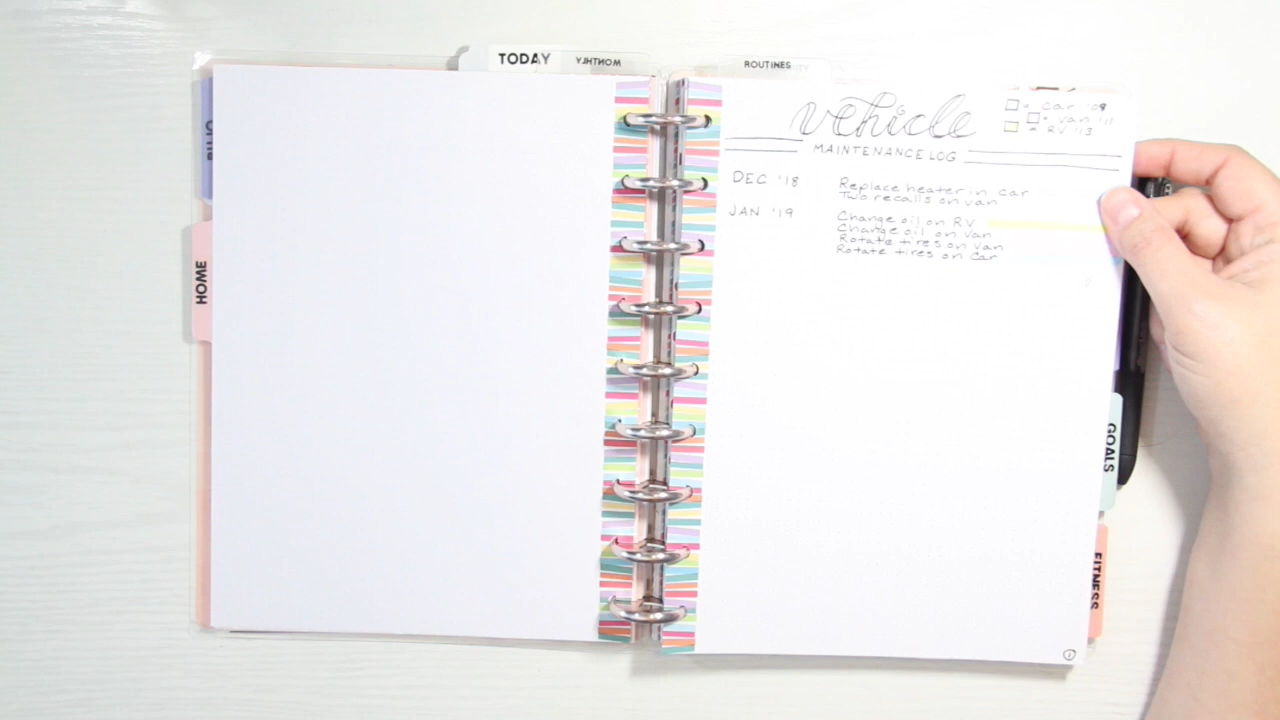 TODAY
MONTHLY
ROUTINES
HOME
vehicle
MAINTENANCE LOG
= car '09
= van '11
= RV '13
DEC '18
Replace heater in car
Two recalls on van
JAN '19
Change oil on RV
Change oil on van
Rotate tires on van
Rotate tires on car
GOALS
FITNESS
1